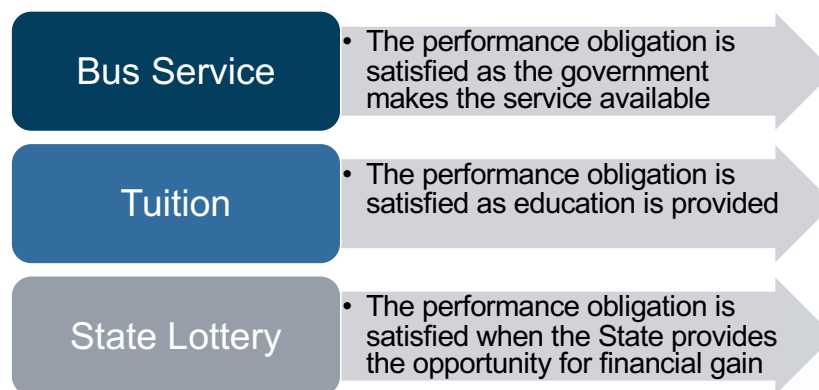 Bus Service
• The performance obligation is
satisfied as the government
makes the service available
Tuition
• The performance obligation is
satisfied as education is provided
State Lottery
• The performance obligation is
satisfied when the State provides
the opportunity for financial gain